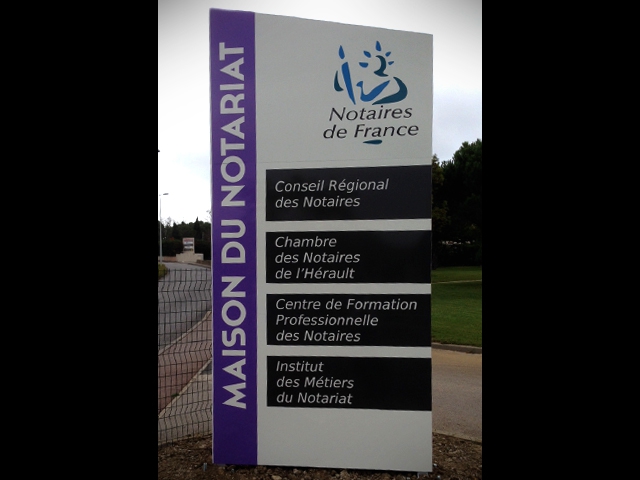 MAISON DU NOTARIAT
Notaires
de France
Conseil Régional
des Notaires
Chambre
des Notaires
de l'Hérault
Centre de Formation
Professionnelle
des Notaires
Institut
des Métiers
du Notariat